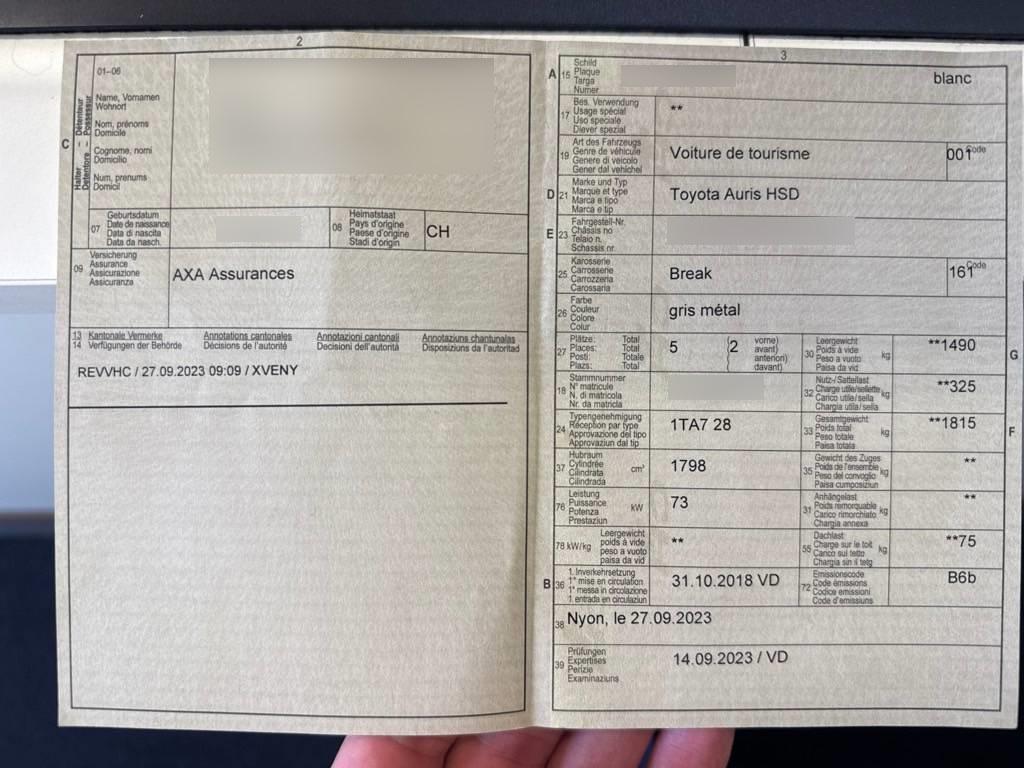 2
01–06
Name, Vornamen
Wohnort
Nom, prénoms
Domicile
Cognome, nomi
Domicilio
Num, prenums
Domicil
C
Halter – Détenteur
Detentore – Possessur
07
Geburtsdatum
Date de naissance
Data di nascita
Data da nasch.
08
Heimatstaat
Pays d'origine
Paese d'origine
Stadi d'origin
CH
09
Versicherung
Assurance
Assicurazione
Assicuranza
AXA Assurances
13 Kantonale Vermerke Annotations cantonales Annotazioni cantonali Annotaziuns chantunalas
14 Verfügungen der Behörde Décisions de l'autorité Decisioni dell'autorità Disposiziuns da l'autoritad
REVVHC / 27.09.2023 09:09 / XVENY
3
A 15
Schild
Plaque
Targa
Numer
blanc
17
Bes. Verwendung
Usage spécial
Uso speciale
Diever spezial
**
19
Art des Fahrzeugs
Genre de véhicule
Genere di veicolo
Gener dal vehichel
Voiture de tourisme
Code
001
D 21
Marke und Typ
Marque et type
Marca e tipo
Marca e tip
Toyota Auris HSD
E 23
Fahrgestell-Nr.
Châssis no
Telaio n.
Schassis nr.
25
Karosserie
Carrosserie
Carrozzeria
Carossaria
Break
Code
161
26
Farbe
Couleur
Colore
Colur
gris métal
27
Plätze: Total
Places: Total
Posti: Totale
Plazs: Total
5
(2
vorne)
avant)
anteriori)
davant)
30
Leergewicht
Poids à vide
Peso a vuoto
Paisa da vid
kg
**1490
G
18
Stammnummer
N° matricule
N. di matricola
Nr. da matricla
32
Nutz-/Sattellast
Charge utile/sellette
Carico utile/sella
Chargia utila/sella
kg
**325
24
Typengenehmigung
Réception par type
Approvazione del tipo
Approvaziun dal tip
1TA7 28
33
Gesamtgewicht
Poids total
Peso totale
Paisa totala
kg
**1815
F
37
Hubraum
Cylindrée
Cilindrata
Cilindrada
cm³
1798
35
Gewicht des Zuges
Poids de l'ensemble
Peso del convoglio
Paisa cumposiziun
kg
**
76
Leistung
Puissance
Potenza
Prestaziun
kW
73
31
Anhängelast
Poids remorquable
Carico rimorchiato
Chargia annexa
kg
**
78 kW/kg
Leergewicht
poids à vide
peso a vuoto
paisa da vid
**
55
Dachlast
Charge sur le toit
Carico sul tetto
Chargia sin il tetg
kg
**75
B 36
1. Inverkehrsetzung
1re mise en circulation
1a messa in circolazione
1. entrada en circulaziun
31.10.2018 VD
72
Emissionscode
Code émissions
Codice emissioni
Code d'emissiuns
B6b
38
Nyon, le 27.09.2023
39
Prüfungen
Expertises
Perizie
Examinaziuns
14.09.2023 / VD